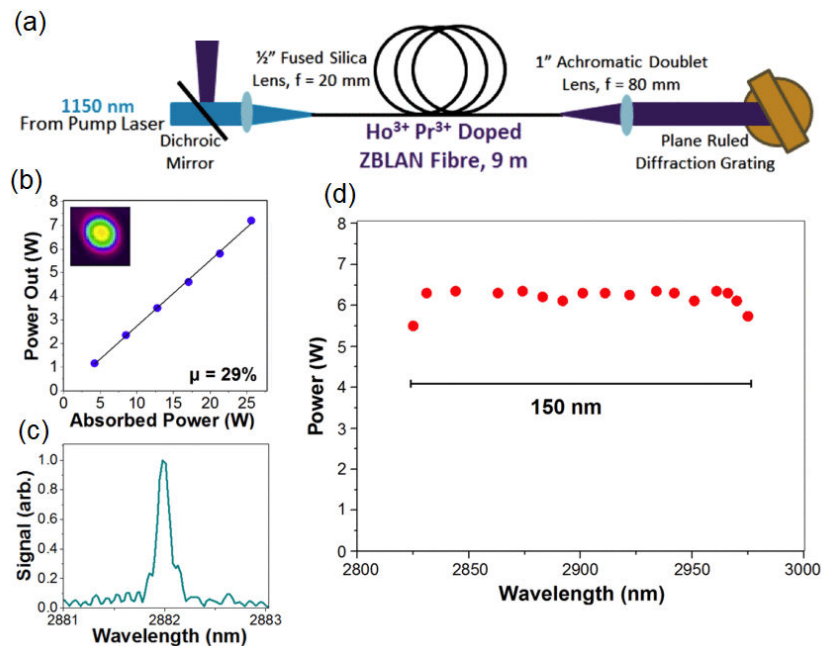 (a)
1150 nm
From Pump Laser
Dichroic
Mirror
½” Fused Silica
Lens, f = 20 mm
Ho³⁺ Pr³⁺ Doped
ZBLAN Fibre, 9 m
1” Achromatic Doublet
Lens, f = 80 mm
Plane Ruled
Diffraction Grating
(b)
Power Out (W)
8
7
6
5
4
3
2
1
0
μ = 29%
0 5 10 15 20 25
Absorbed Power (W)
(c)
Signal (arb.)
1.0
0.8
0.6
0.4
0.2
0.0
2881 2882 2883
Wavelength (nm)
(d)
Power (W)
8
7
6
5
4
3
2
1
0
150 nm
2800 2850 2900 2950 3000
Wavelength (nm)